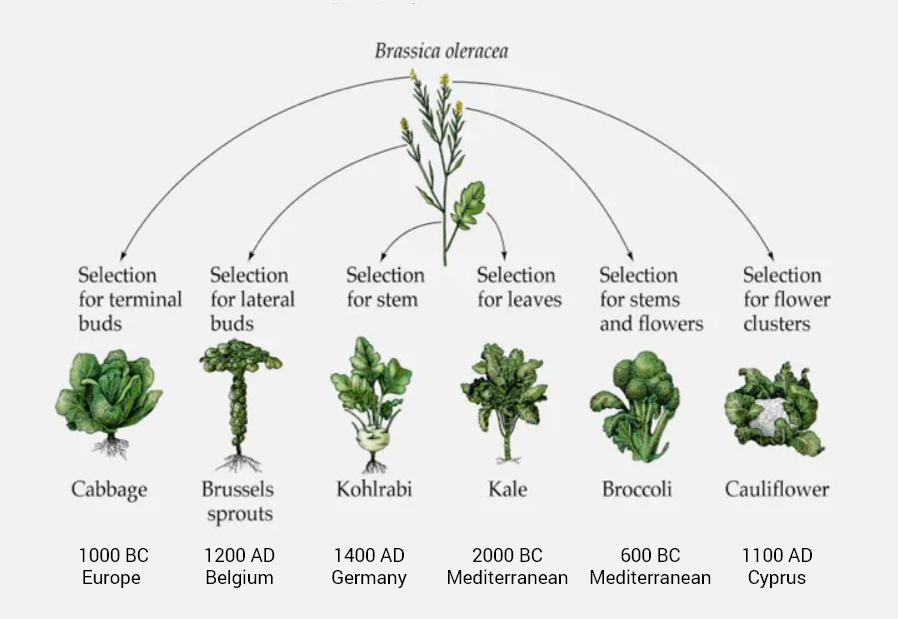 Brassica oleracea
Selection
for terminal
buds
Selection
for lateral
buds
Selection
for stem
Selection
for leaves
Selection
for stems
and flowers
Selection
for flower
clusters
Cabbage
Brussels
sprouts
Kohlrabi
Kale
Broccoli
Cauliflower
1000 BC
Europe
1200 AD
Belgium
1400 AD
Germany
2000 BC
Mediterranean
600 BC
Mediterranean
1100 AD
Cyprus